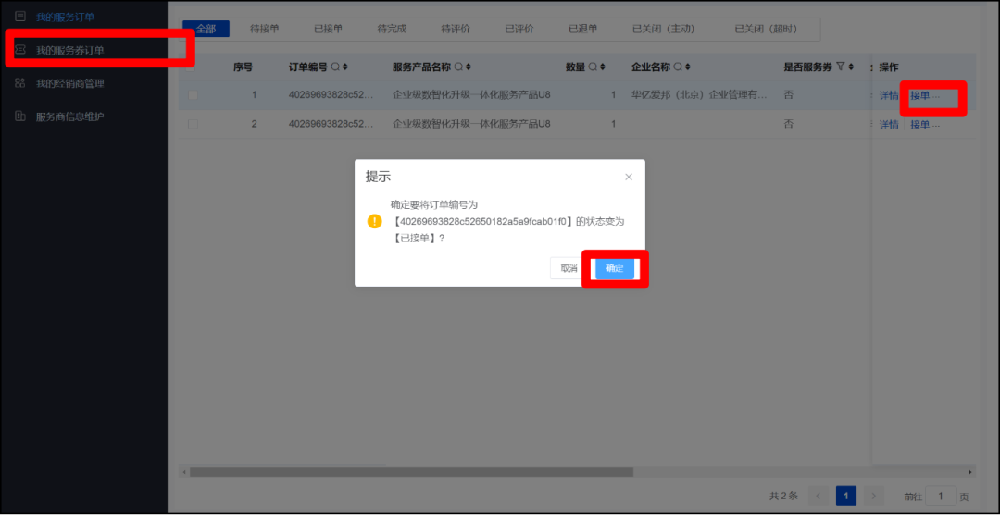 我的服务订单
我的服务券订单
我的经销商管理
服务商信息维护
全部 待接单 已接单 待完成 待评价 已评价 已退单 已关闭（主动） 已关闭（超时）
序号 订单编号 服务产品名称 数量 企业名称 是否服务券 操作
1 40269693828c52... 企业级数智化升级一体化服务产品U8 1 华亿爱邦（北京）企业管理有... 否 详情 接单 ...
2 40269693828c52... 企业级数智化升级一体化服务产品U8 1 否 详情 接单 ...
提示
确定要将订单编号为
【40269693828c52650182a5a9fcab01f0】的状态变为
【已接单】?
取消 确定
共 2 条 1 前往 1 页